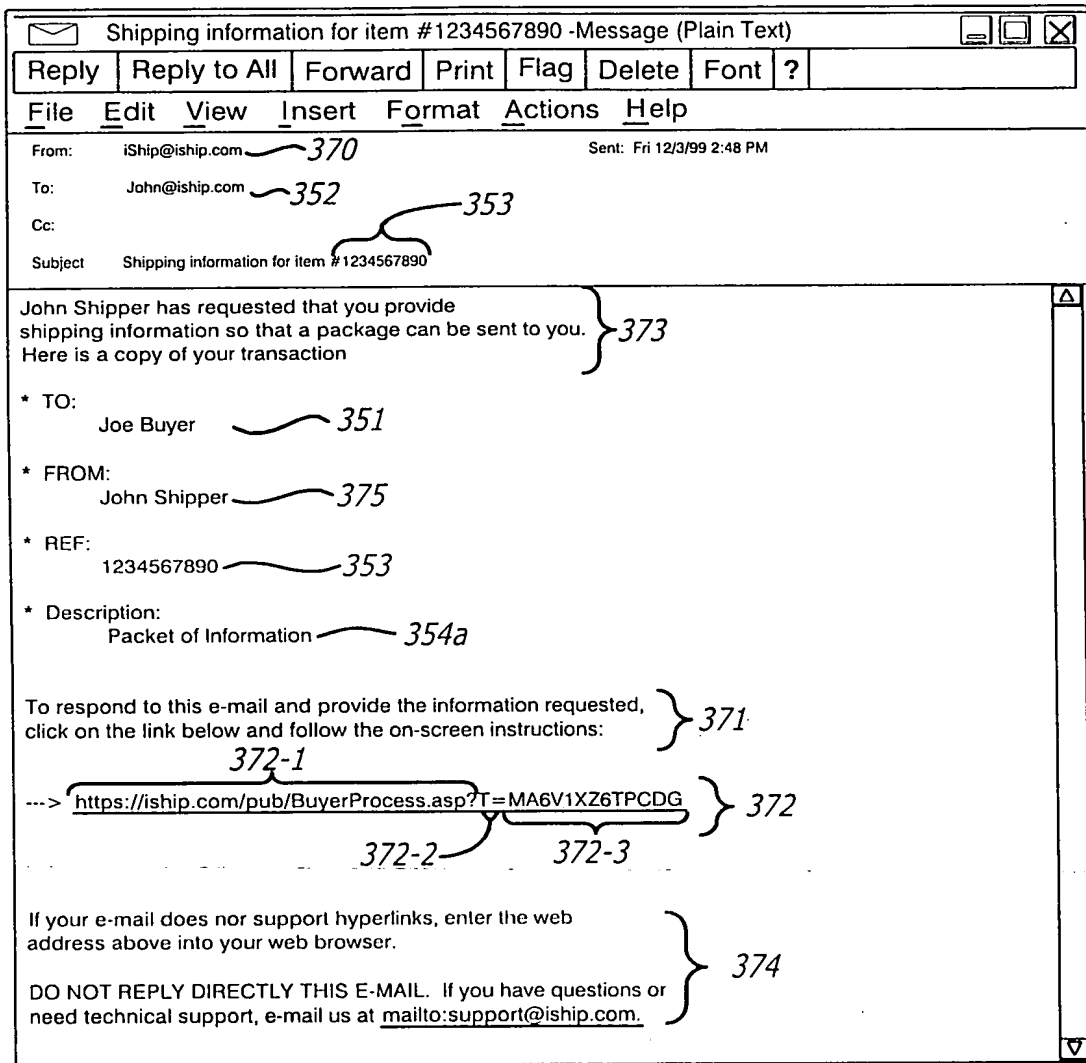 Shipping information for item #1234567890 -Message (Plain Text)
Reply Reply to All Forward Print Flag Delete Font ?
File Edit View Insert Format Actions Help
From: iShip@iship.com 370 Sent: Fri 12/3/99 2:48 PM
To: John@iship.com 352
353
Cc:
Subject Shipping information for item #1234567890
John Shipper has requested that you provide
shipping information so that a package can be sent to you. 373
Here is a copy of your transaction
* TO:
Joe Buyer 351
* FROM:
John Shipper 375
* REF:
1234567890 353
* Description:
Packet of Information 354a
To respond to this e-mail and provide the information requested,
click on the link below and follow the on-screen instructions: 371
372-1
---> https://iship.com/pub/BuyerProcess.asp?T=MA6V1XZ6TPCDG 372
372-2 372-3
If your e-mail does nor support hyperlinks, enter the web
address above into your web browser.
374
DO NOT REPLY DIRECTLY THIS E-MAIL. If you have questions or
need technical support, e-mail us at mailto:support@iship.com.